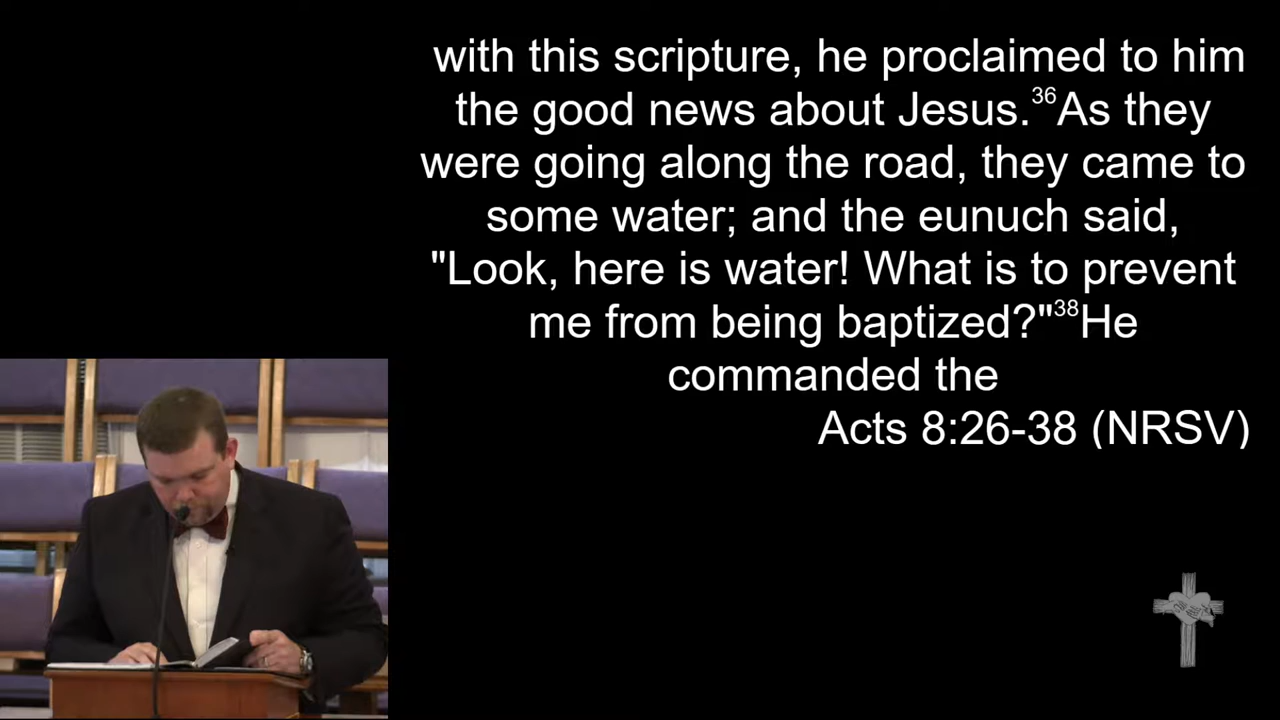 with this scripture, he proclaimed to him
the good news about Jesus.36As they
were going along the road, they came to
some water; and the eunuch said,
"Look, here is water! What is to prevent
me from being baptized?"38He
commanded the
Acts 8:26-38 (NRSV)